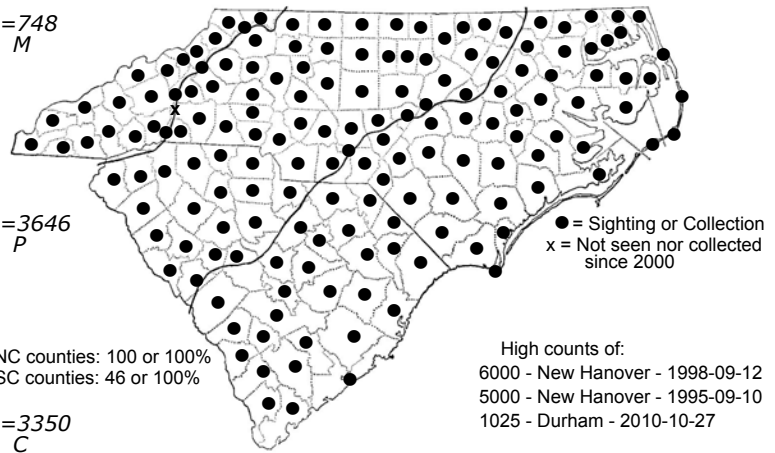 =748
M
=3646
P
● = Sighting or Collection
x = Not seen nor collected
since 2000
x
NC counties: 100 or 100%
SC counties: 46 or 100%
High counts of:
6000 - New Hanover - 1998-09-12
5000 - New Hanover - 1995-09-10
1025 - Durham - 2010-10-27
=3350
C